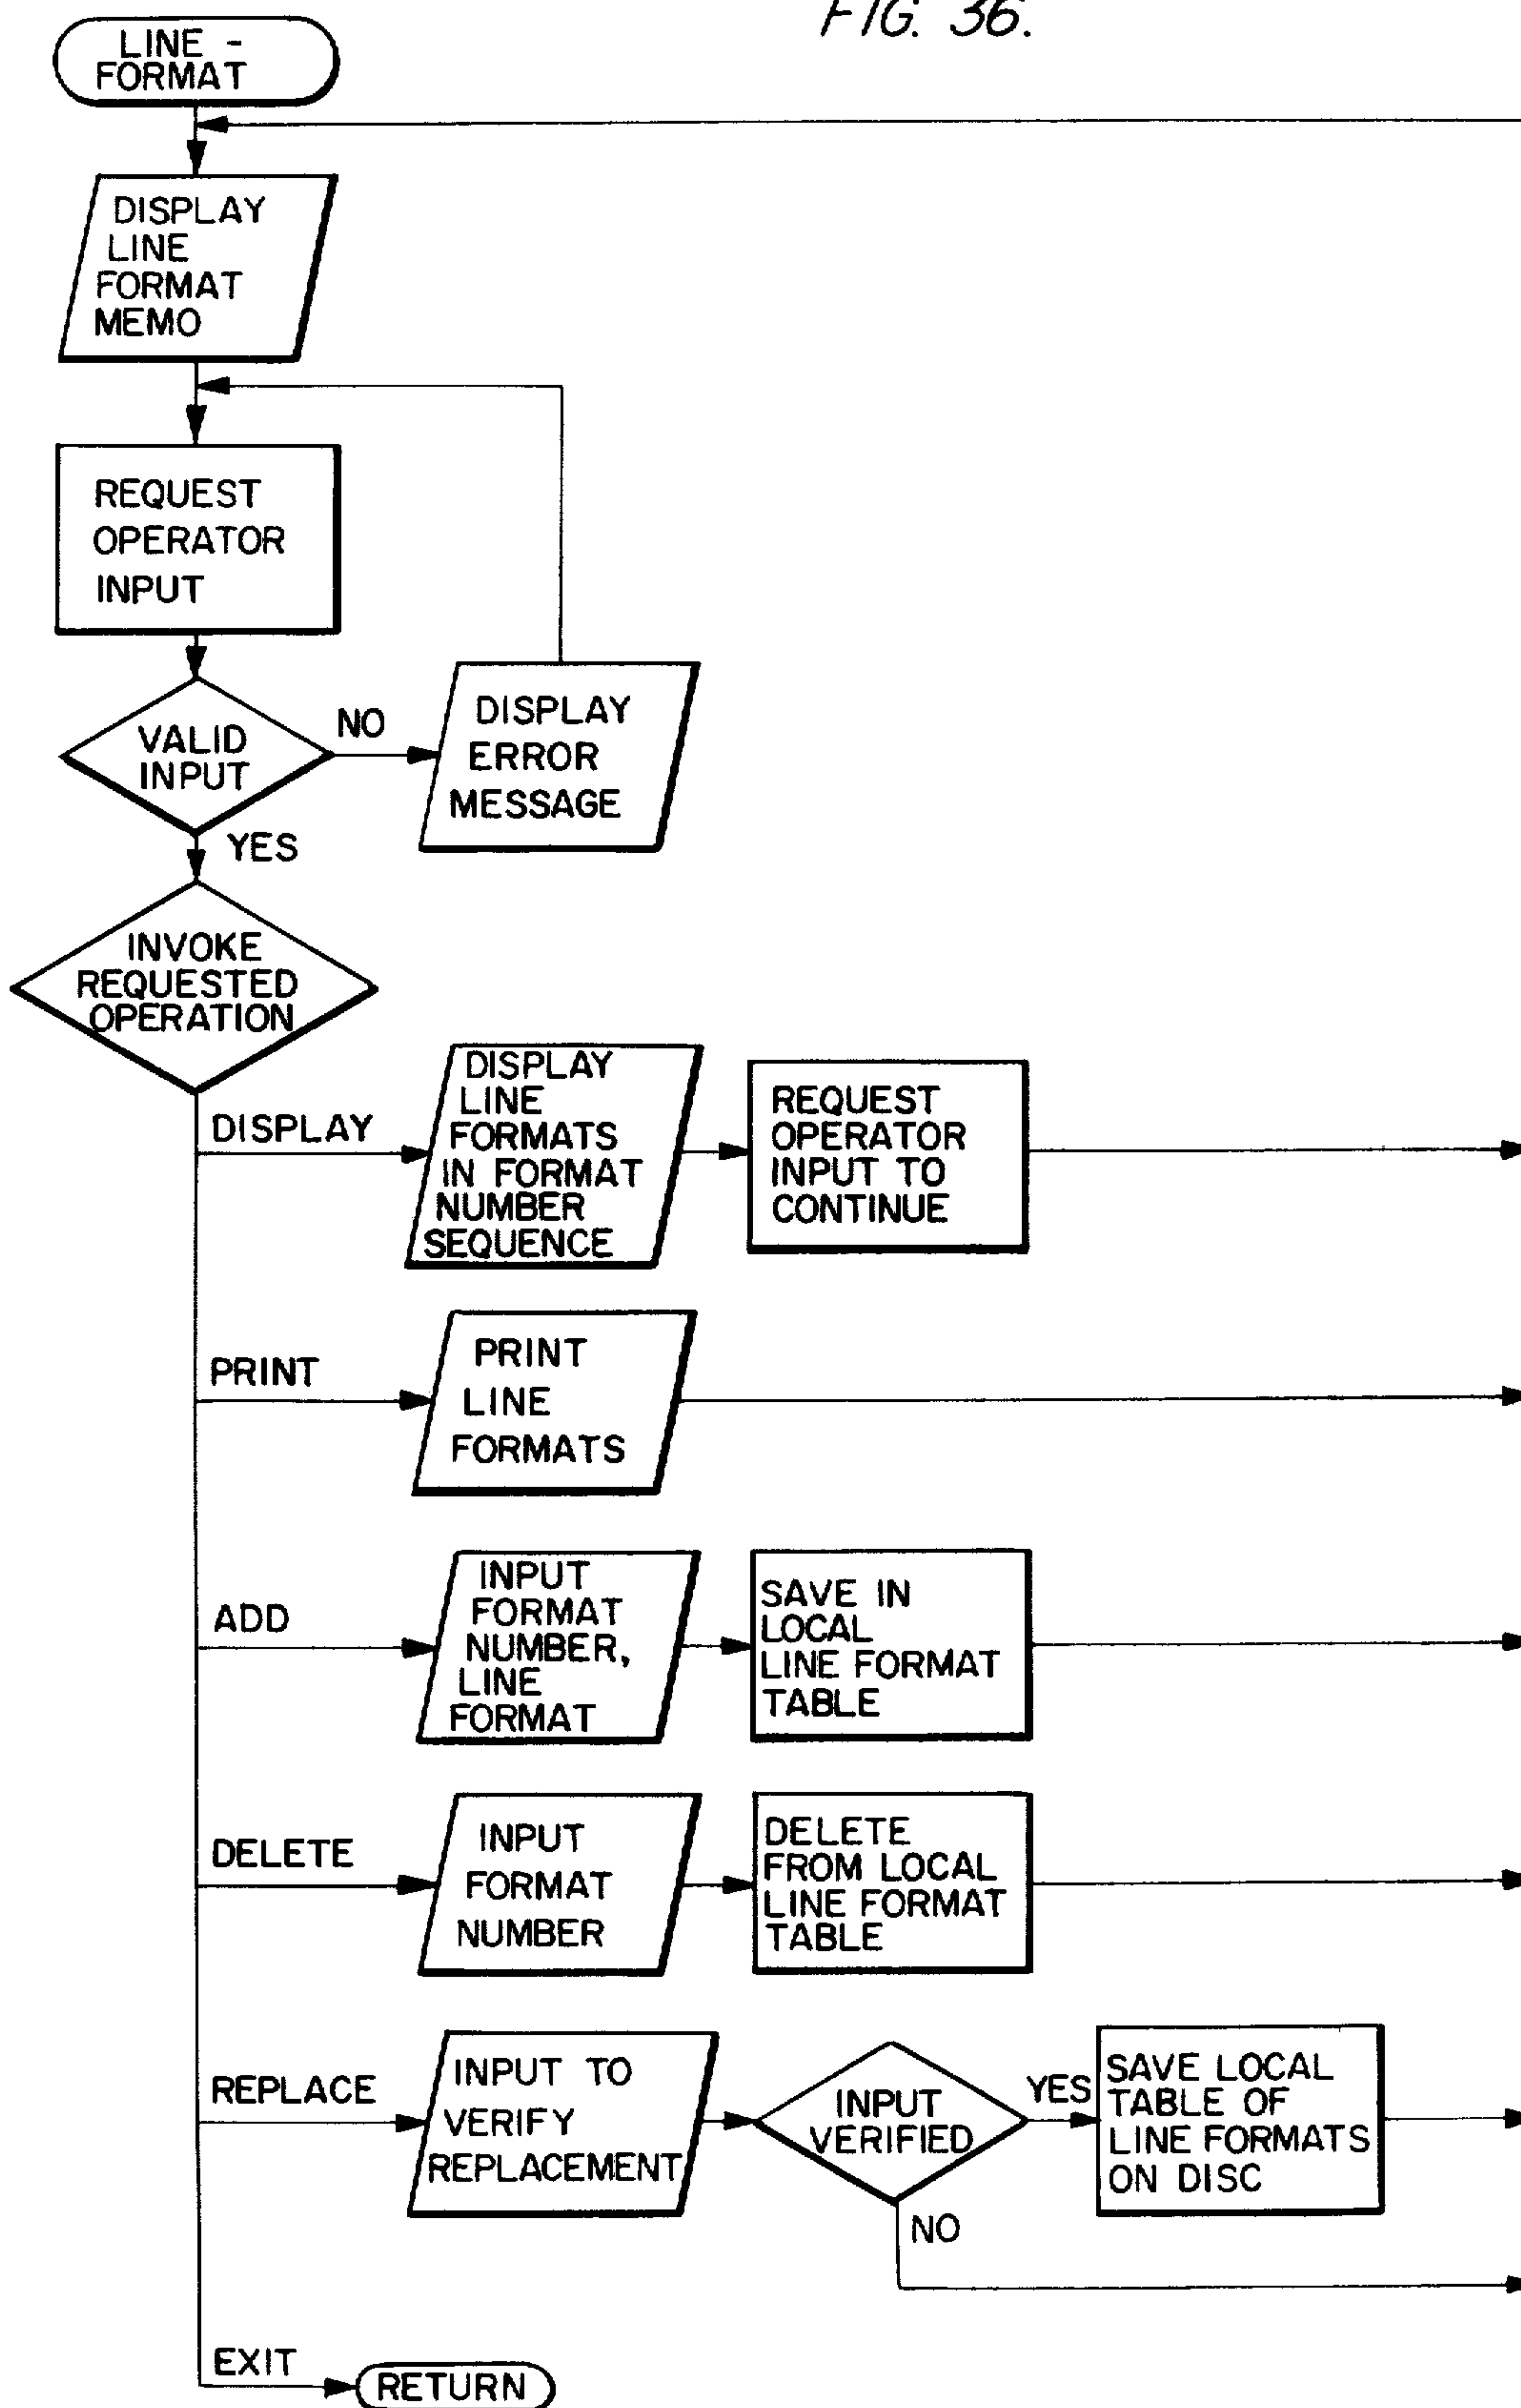 FIG. 36.
LINE -
FORMAT
DISPLAY
LINE
FORMAT
MEMO
REQUEST
OPERATOR
INPUT
VALID
INPUT
NO
DISPLAY
ERROR
MESSAGE
YES
INVOKE
REQUESTED
OPERATION
DISPLAY
DISPLAY
LINE
FORMATS
IN FORMAT
NUMBER
SEQUENCE
REQUEST
OPERATOR
INPUT TO
CONTINUE
PRINT
PRINT
LINE
FORMATS
ADD
INPUT
FORMAT
NUMBER,
LINE
FORMAT
SAVE IN
LOCAL
LINE FORMAT
TABLE
DELETE
INPUT
FORMAT
NUMBER
DELETE
FROM LOCAL
LINE FORMAT
TABLE
REPLACE
INPUT TO
VERIFY
REPLACEMENT
INPUT
VERIFIED
YES
SAVE LOCAL
TABLE OF
LINE FORMATS
ON DISC
NO
EXIT
RETURN